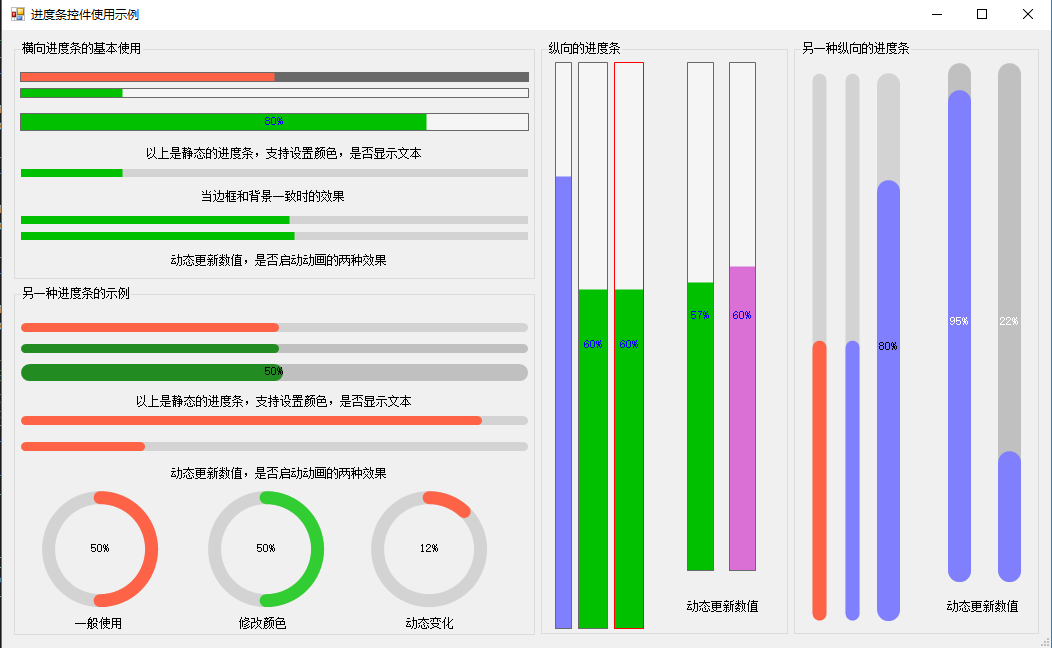 进度条控件使用示例
横向进度条的基本使用
80%
以上是静态的进度条，支持设置颜色，是否显示文本
当边框和背景一致时的效果
动态更新数值，是否启动动画的两种效果
另一种进度条的示例
50%
以上是静态的进度条，支持设置颜色，是否显示文本
动态更新数值，是否启动动画的两种效果
50%
50%
12%
一般使用
修改颜色
动态变化
纵向的进度条
60%
60%
57%
60%
动态更新数值
另一种纵向的进度条
80%
95%
22%
动态更新数值